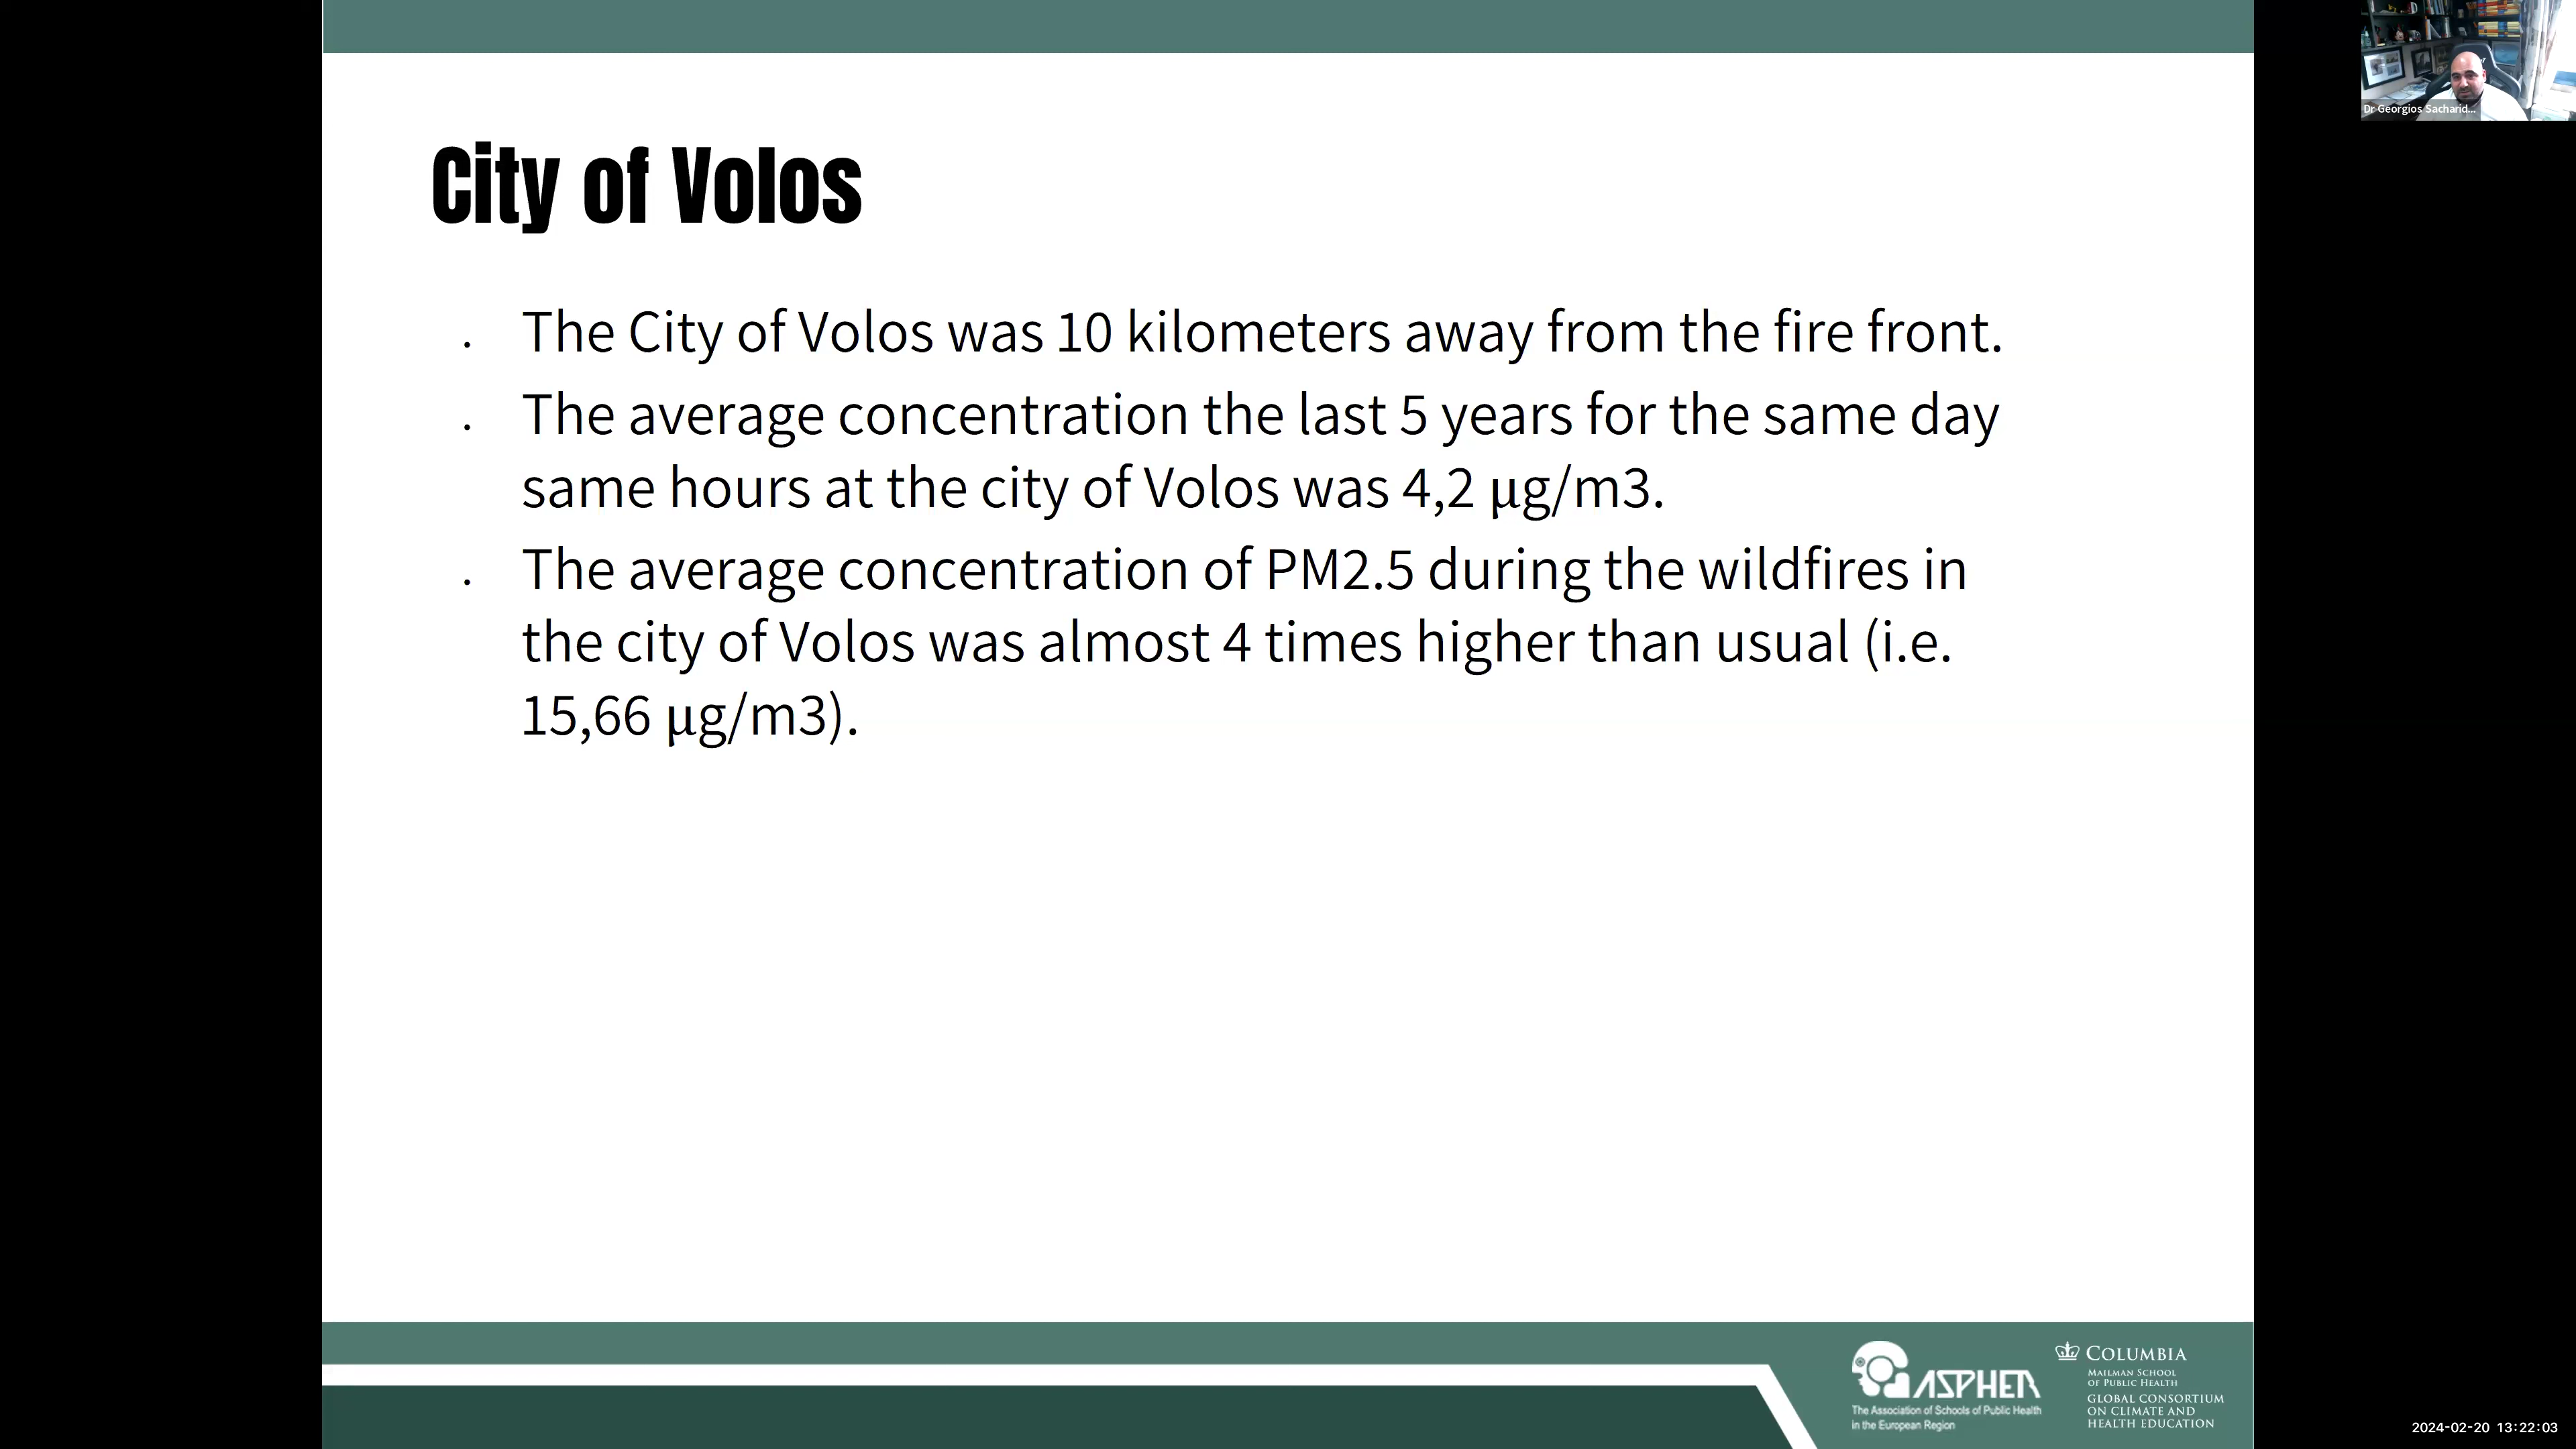 Dr Georgios Sacharid...
City of Volos
. The City of Volos was 10 kilometers away from the fire front.
. The average concentration the last 5 years for the same day
same hours at the city of Volos was 4,2 μg/m3.
. The average concentration of PM2.5 during the wildfires in
the city of Volos was almost 4 times higher than usual (i.e.
15,66 μg/m3).
ASPHER
The Association of Schools of Public Health
in the European Region
COLUMBIA
MAILMAN SCHOOL
OF PUBLIC HEALTH
GLOBAL CONSORTIUM
ON CLIMATE AND
HEALTH EDUCATION
2024-02-20 13:22:03